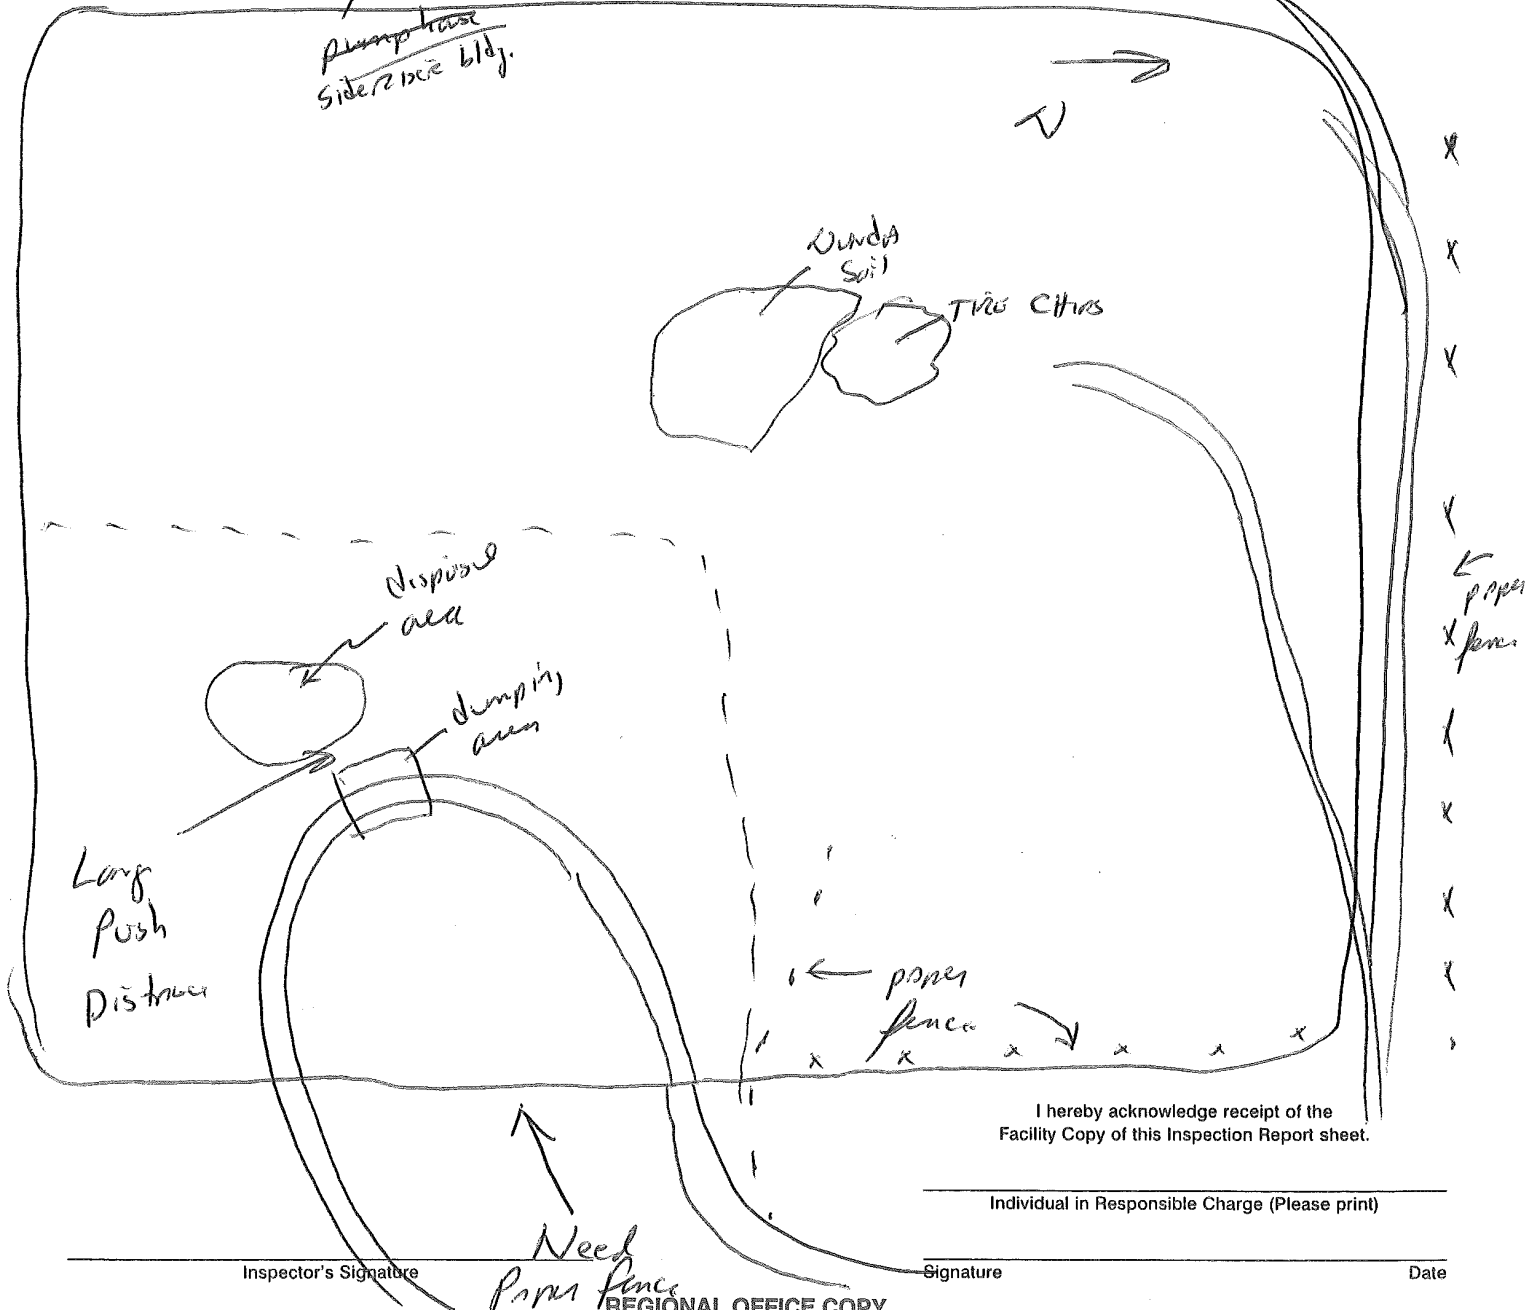 pump house
bldg.
N
Nunda
Soil
Tire Chips
disposal
area
paper
fence
dumping
area
Long
Push
Distance
paper
fence
I hereby acknowledge receipt of the
Facility Copy of this Inspection Report sheet.
Individual in Responsible Charge (Please print)
Need
Paper fence
Inspector's Signature
Signature
Date
REGIONAL OFFICE COPY